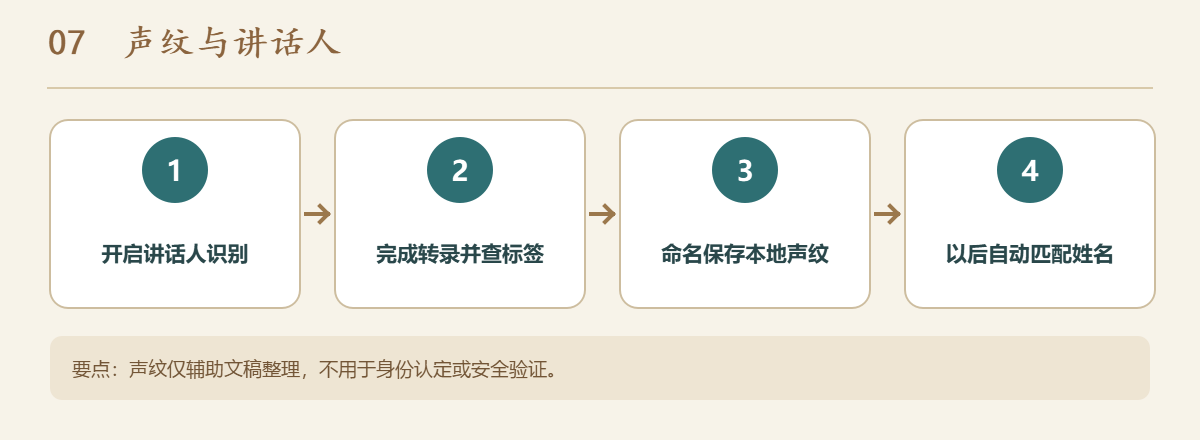 07 声纹与讲话人
1
开启讲话人识别
2
完成转录并查标签
3
命名保存本地声纹
4
以后自动匹配姓名
要点：声纹仅辅助文稿整理，不用于身份认定或安全验证。